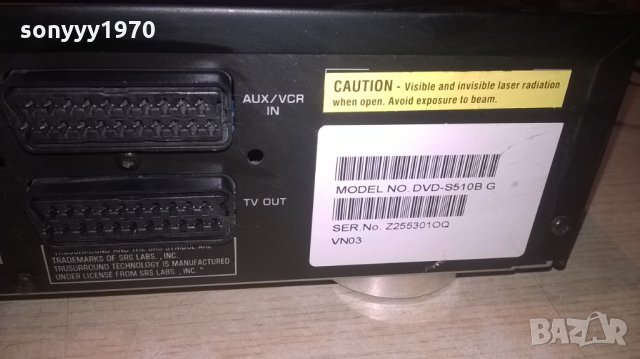 sonyyy1970
AUX/VCR
IN
TV OUT
TRUSURROUND AND THE SRS SYMBOL ARE
TRADEMARKS OF SRS LABS., INC.
TRUSURROUND TECHNOLOGY IS MANUFACTURED
UNDER LICENSE FROM SRS LABS., INC."
CAUTION - Visible and invisible laser radiation
when open. Avoid exposure to beam.
MODEL NO. DVD-S510B G
SER.No. Z255301OQ
VN03
BAZAR